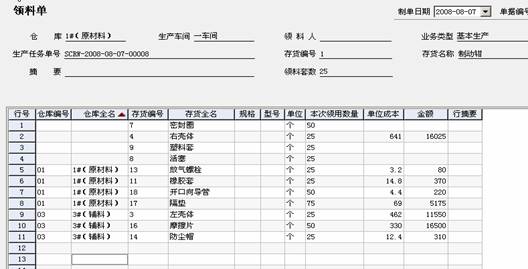 领料单
制单日期 2008-08-07 单据编号
仓 库 1#(原材料) 生产车间 一车间 领 料 人 业务类型 基本生产
生产任务单号 SCRW-2008-08-07-00008 存货编号 1 存货名称 制动钳
摘 要 领料套数 25
行号 仓库编号 仓库全名 存货编号 存货全名 规格 型号 单位 本次领用数量 单位成本 金额 行摘要
1 7 密封圈 个 50
2 4 右壳体 个 25 641 16025
3 9 塑料套 个 25
4 8 活塞 个 25
5 01 1#(原材料) 13 放气螺栓 个 25 3.2 80
6 01 1#(原材料) 11 橡胶套 个 25 14.8 370
7 01 1#(原材料) 18 开口向导管 个 50 4.4 220
8 01 1#(原材料) 17 隔垫 个 75 69 5175
9 03 3#(辅料) 3 左壳体 个 25 462 11550
10 03 3#(辅料) 16 摩擦片 个 50 330 16500
11 03 3#(辅料) 14 防尘帽 个 25 12.4 310
12
13